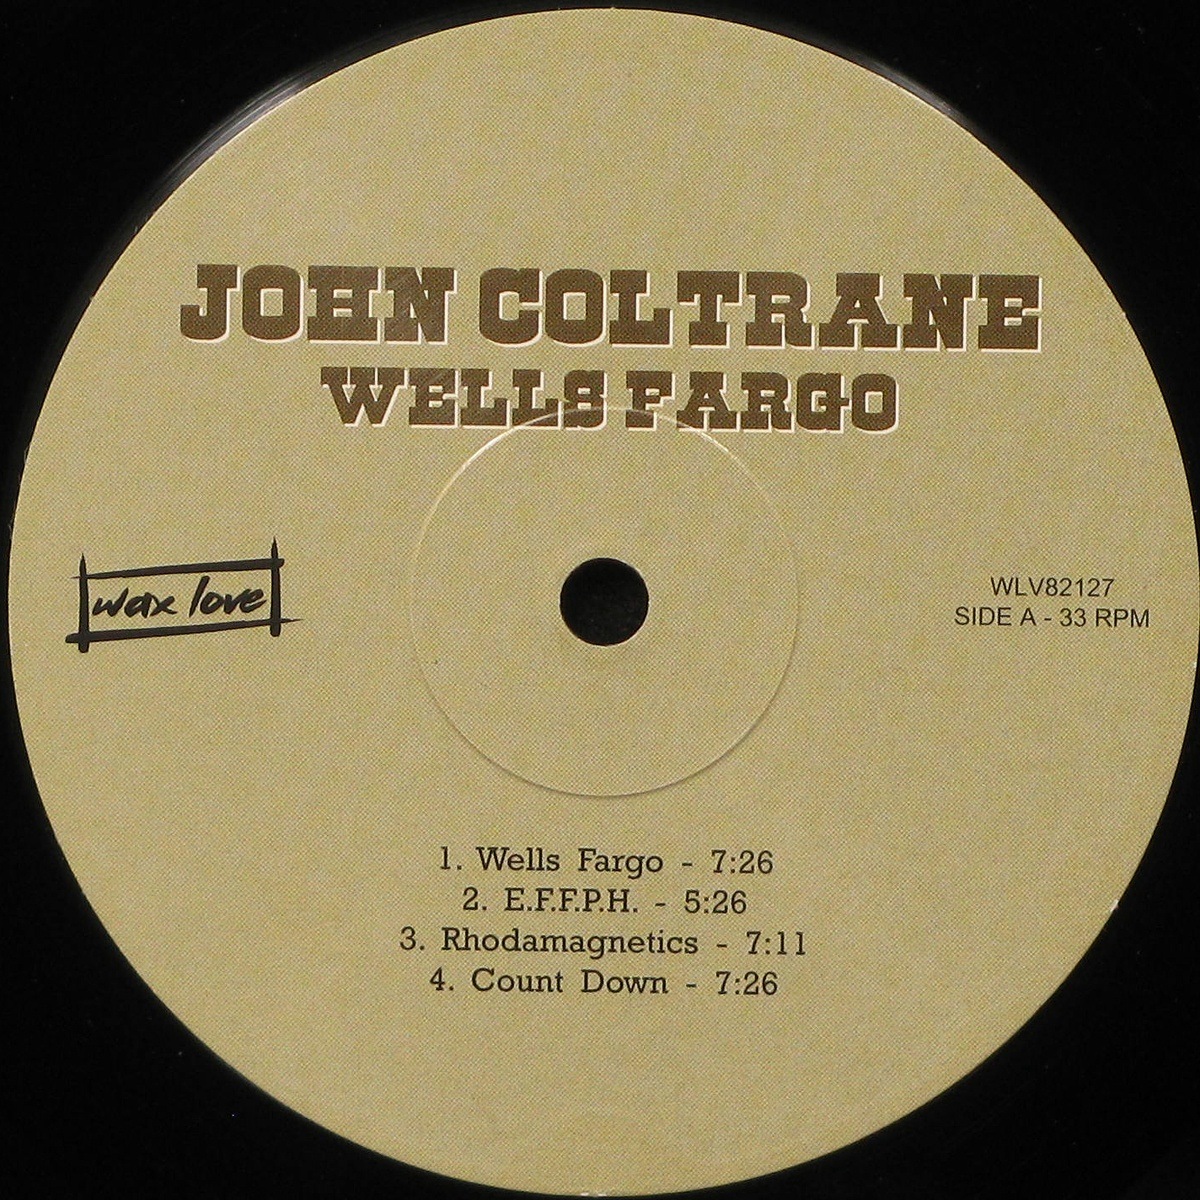 JOHN COLTRANE
WELLS FARGO
wax love
WLV82127
SIDE A - 33 RPM
1. Wells Fargo - 7:26
2. E.F.F.P.H. - 5:26
3. Rhodamagnetics - 7:11
4. Count Down - 7:26